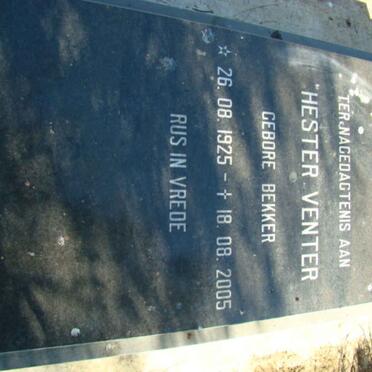 TER NAGEDAGTENIS AAN
HESTER VENTER
GEBORE BEKKER
☆ 26. 08. 1925 - ✝ 18. 08. 2005
RUS IN VREDE